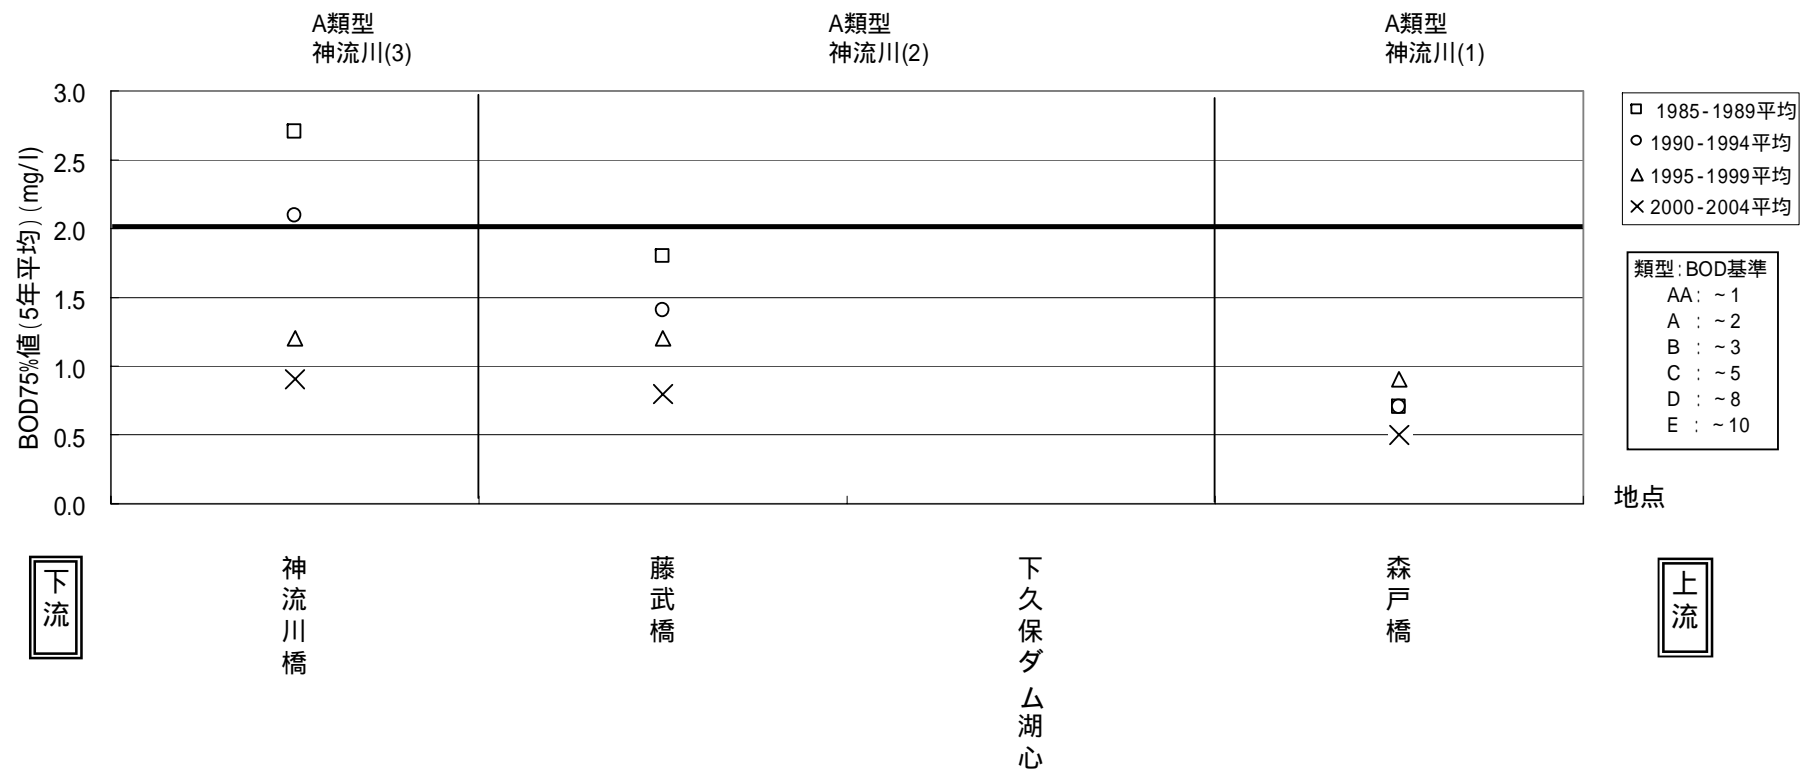 A類型
神流川(3)
A類型
神流川(2)
A類型
神流川(1)
BOD75%値(5年平均) (mg/l)
3.0
2.5
2.0
1.5
1.0
0.5
0.0
□ 1985-1989平均
○ 1990-1994平均
△ 1995-1999平均
× 2000-2004平均
類型:BOD基準
AA: ~1
A : ~2
B : ~3
C : ~5
D : ~8
E : ~10
地点
下流
神流川橋
藤武橋
下久保ダム湖心
森戸橋
上流